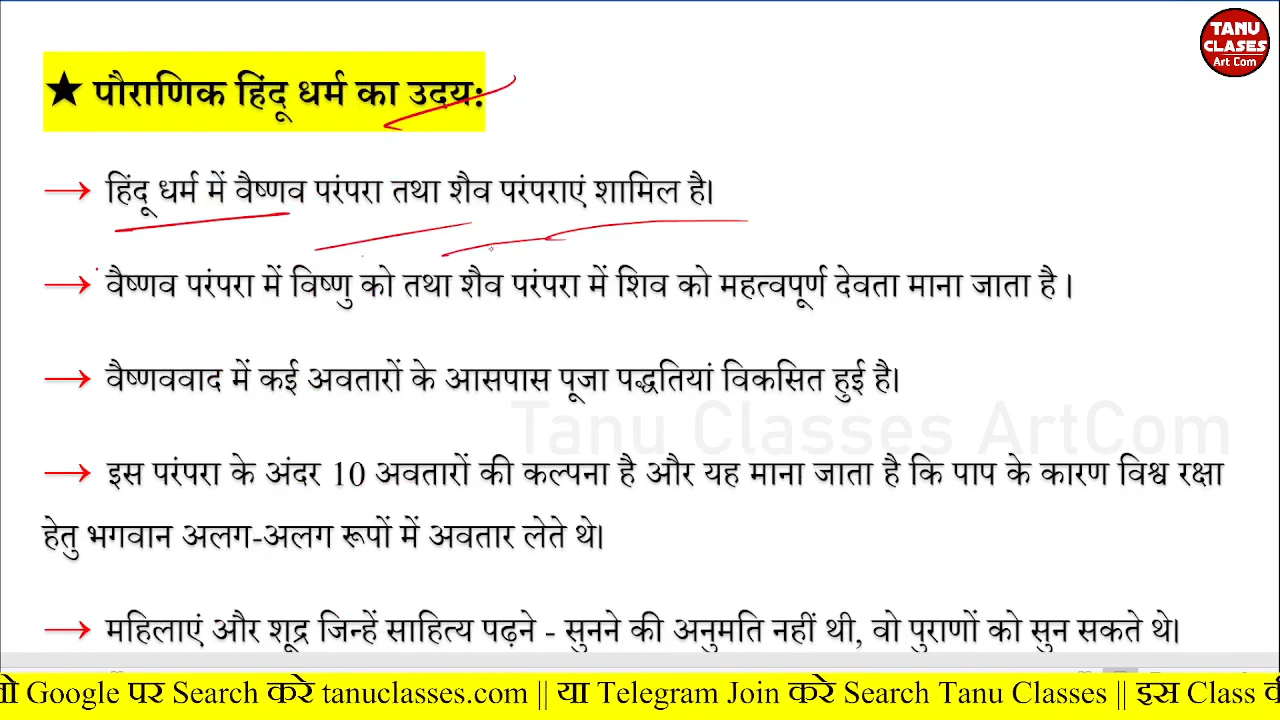 TANU
CLASES
Art Com
★ पौराणिक हिंदू धर्म का उदय:
→ हिंदू धर्म में वैष्णव परंपरा तथा शैव परंपराएं शामिल है।
→ वैष्णव परंपरा में विष्णु को तथा शैव परंपरा में शिव को महत्वपूर्ण देवता माना जाता है ।
→ वैष्णववाद में कई अवतारों के आसपास पूजा पद्धतियां विकसित हुई है।
Tanu Classes ArtCom
→ इस परंपरा के अंदर 10 अवतारों की कल्पना है और यह माना जाता है कि पाप के कारण विश्व रक्षा
हेतु भगवान अलग-अलग रूपों में अवतार लेते थे।
→ महिलाएं और शूद्र जिन्हें साहित्य पढ़ने - सुनने की अनुमति नहीं थी, वो पुराणों को सुन सकते थे।
Google पर Search करे tanuclasses.com || या Telegram Join करे Search Tanu Classes || इस Class